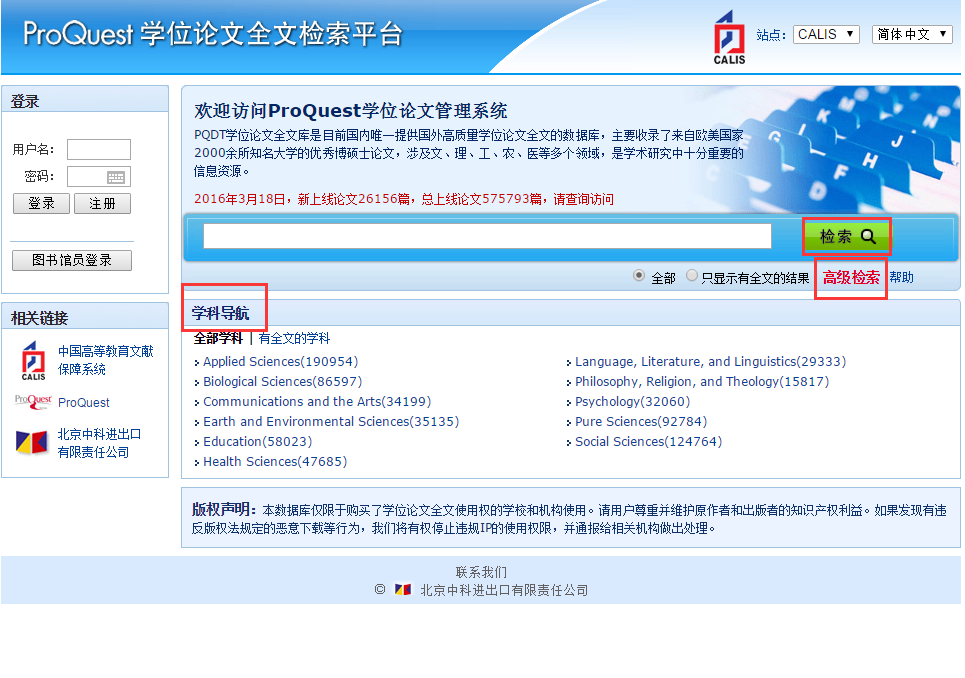 ProQuest 学位论文全文检索平台
CALIS
站点： CALIS 简体中文
登录
用户名：
密码：
登录 注册
图书馆员登录
相关链接
CALIS
中国高等教育文献
保障系统
ProQuest ProQuest
北京中科进出口
有限责任公司
欢迎访问ProQuest学位论文管理系统
PQDT学位论文全文库是目前国内唯一提供国外高质量学位论文全文的数据库，主要收录了来自欧美国家
2000余所知名大学的优秀博硕士论文，涉及文、理、工、农、医等多个领域，是学术研究中十分重要的
信息资源。
2016年3月18日，新上线论文26156篇，总上线论文575793篇，请查询访问
G
J
N
H
L
D
F
检索
全部 只显示有全文的结果 高级检索 帮助
学科导航
全部学科 | 有全文的学科
Applied Sciences(190954)
Biological Sciences(86597)
Communications and the Arts(34199)
Earth and Environmental Sciences(35135)
Education(58023)
Health Sciences(47685)
Language, Literature, and Linguistics(29333)
Philosophy, Religion, and Theology(15817)
Psychology(32060)
Pure Sciences(92784)
Social Sciences(124764)
版权声明：本数据库仅限于购买了学位论文全文使用权的学校和机构使用。请用户尊重并维护原作者和出版者的知识产权利益。如果发现有违
反版权法规定的恶意下载等行为，我们将有权停止违规IP的使用权限，并通报给相关机构做出处理。
联系我们
© 北京中科进出口有限责任公司